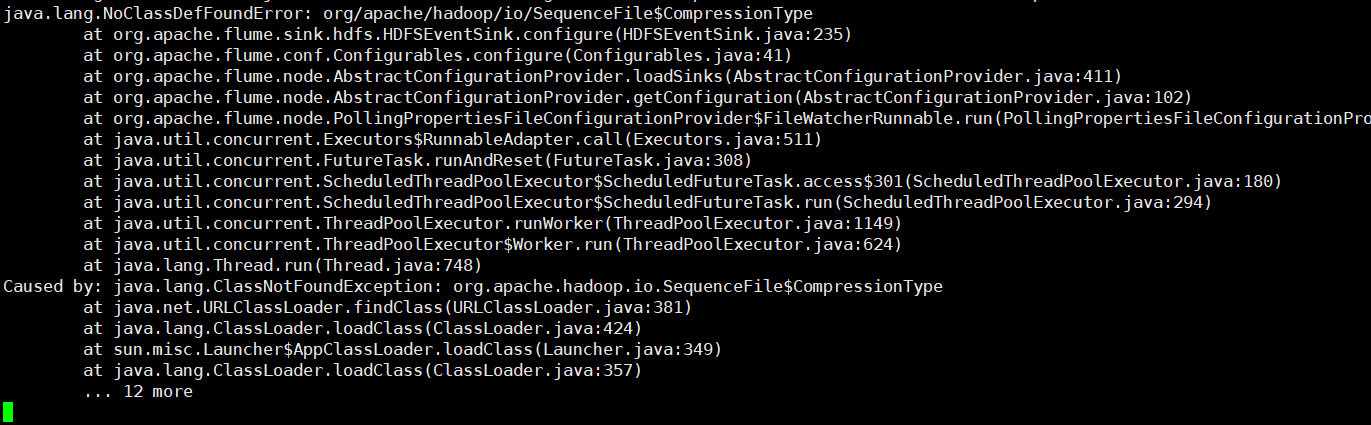 java.lang.NoClassDefFoundError: org/apache/hadoop/io/SequenceFile$CompressionType
at org.apache.flume.sink.hdfs.HDFSEventSink.configure(HDFSEventSink.java:235)
at org.apache.flume.conf.Configurables.configure(Configurables.java:41)
at org.apache.flume.node.AbstractConfigurationProvider.loadSinks(AbstractConfigurationProvider.java:411)
at org.apache.flume.node.AbstractConfigurationProvider.getConfiguration(AbstractConfigurationProvider.java:102)
at org.apache.flume.node.PollingPropertiesFileConfigurationProvider$FileWatcherRunnable.run(PollingPropertiesFileConfigurationPro
at java.util.concurrent.Executors$RunnableAdapter.call(Executors.java:511)
at java.util.concurrent.FutureTask.runAndReset(FutureTask.java:308)
at java.util.concurrent.ScheduledThreadPoolExecutor$ScheduledFutureTask.access$301(ScheduledThreadPoolExecutor.java:180)
at java.util.concurrent.ScheduledThreadPoolExecutor$ScheduledFutureTask.run(ScheduledThreadPoolExecutor.java:294)
at java.util.concurrent.ThreadPoolExecutor.runWorker(ThreadPoolExecutor.java:1149)
at java.util.concurrent.ThreadPoolExecutor$Worker.run(ThreadPoolExecutor.java:624)
at java.lang.Thread.run(Thread.java:748)
Caused by: java.lang.ClassNotFoundException: org.apache.hadoop.io.SequenceFile$CompressionType
at java.net.URLClassLoader.findClass(URLClassLoader.java:381)
at java.lang.ClassLoader.loadClass(ClassLoader.java:424)
at sun.misc.Launcher$AppClassLoader.loadClass(Launcher.java:349)
at java.lang.ClassLoader.loadClass(ClassLoader.java:357)
... 12 more